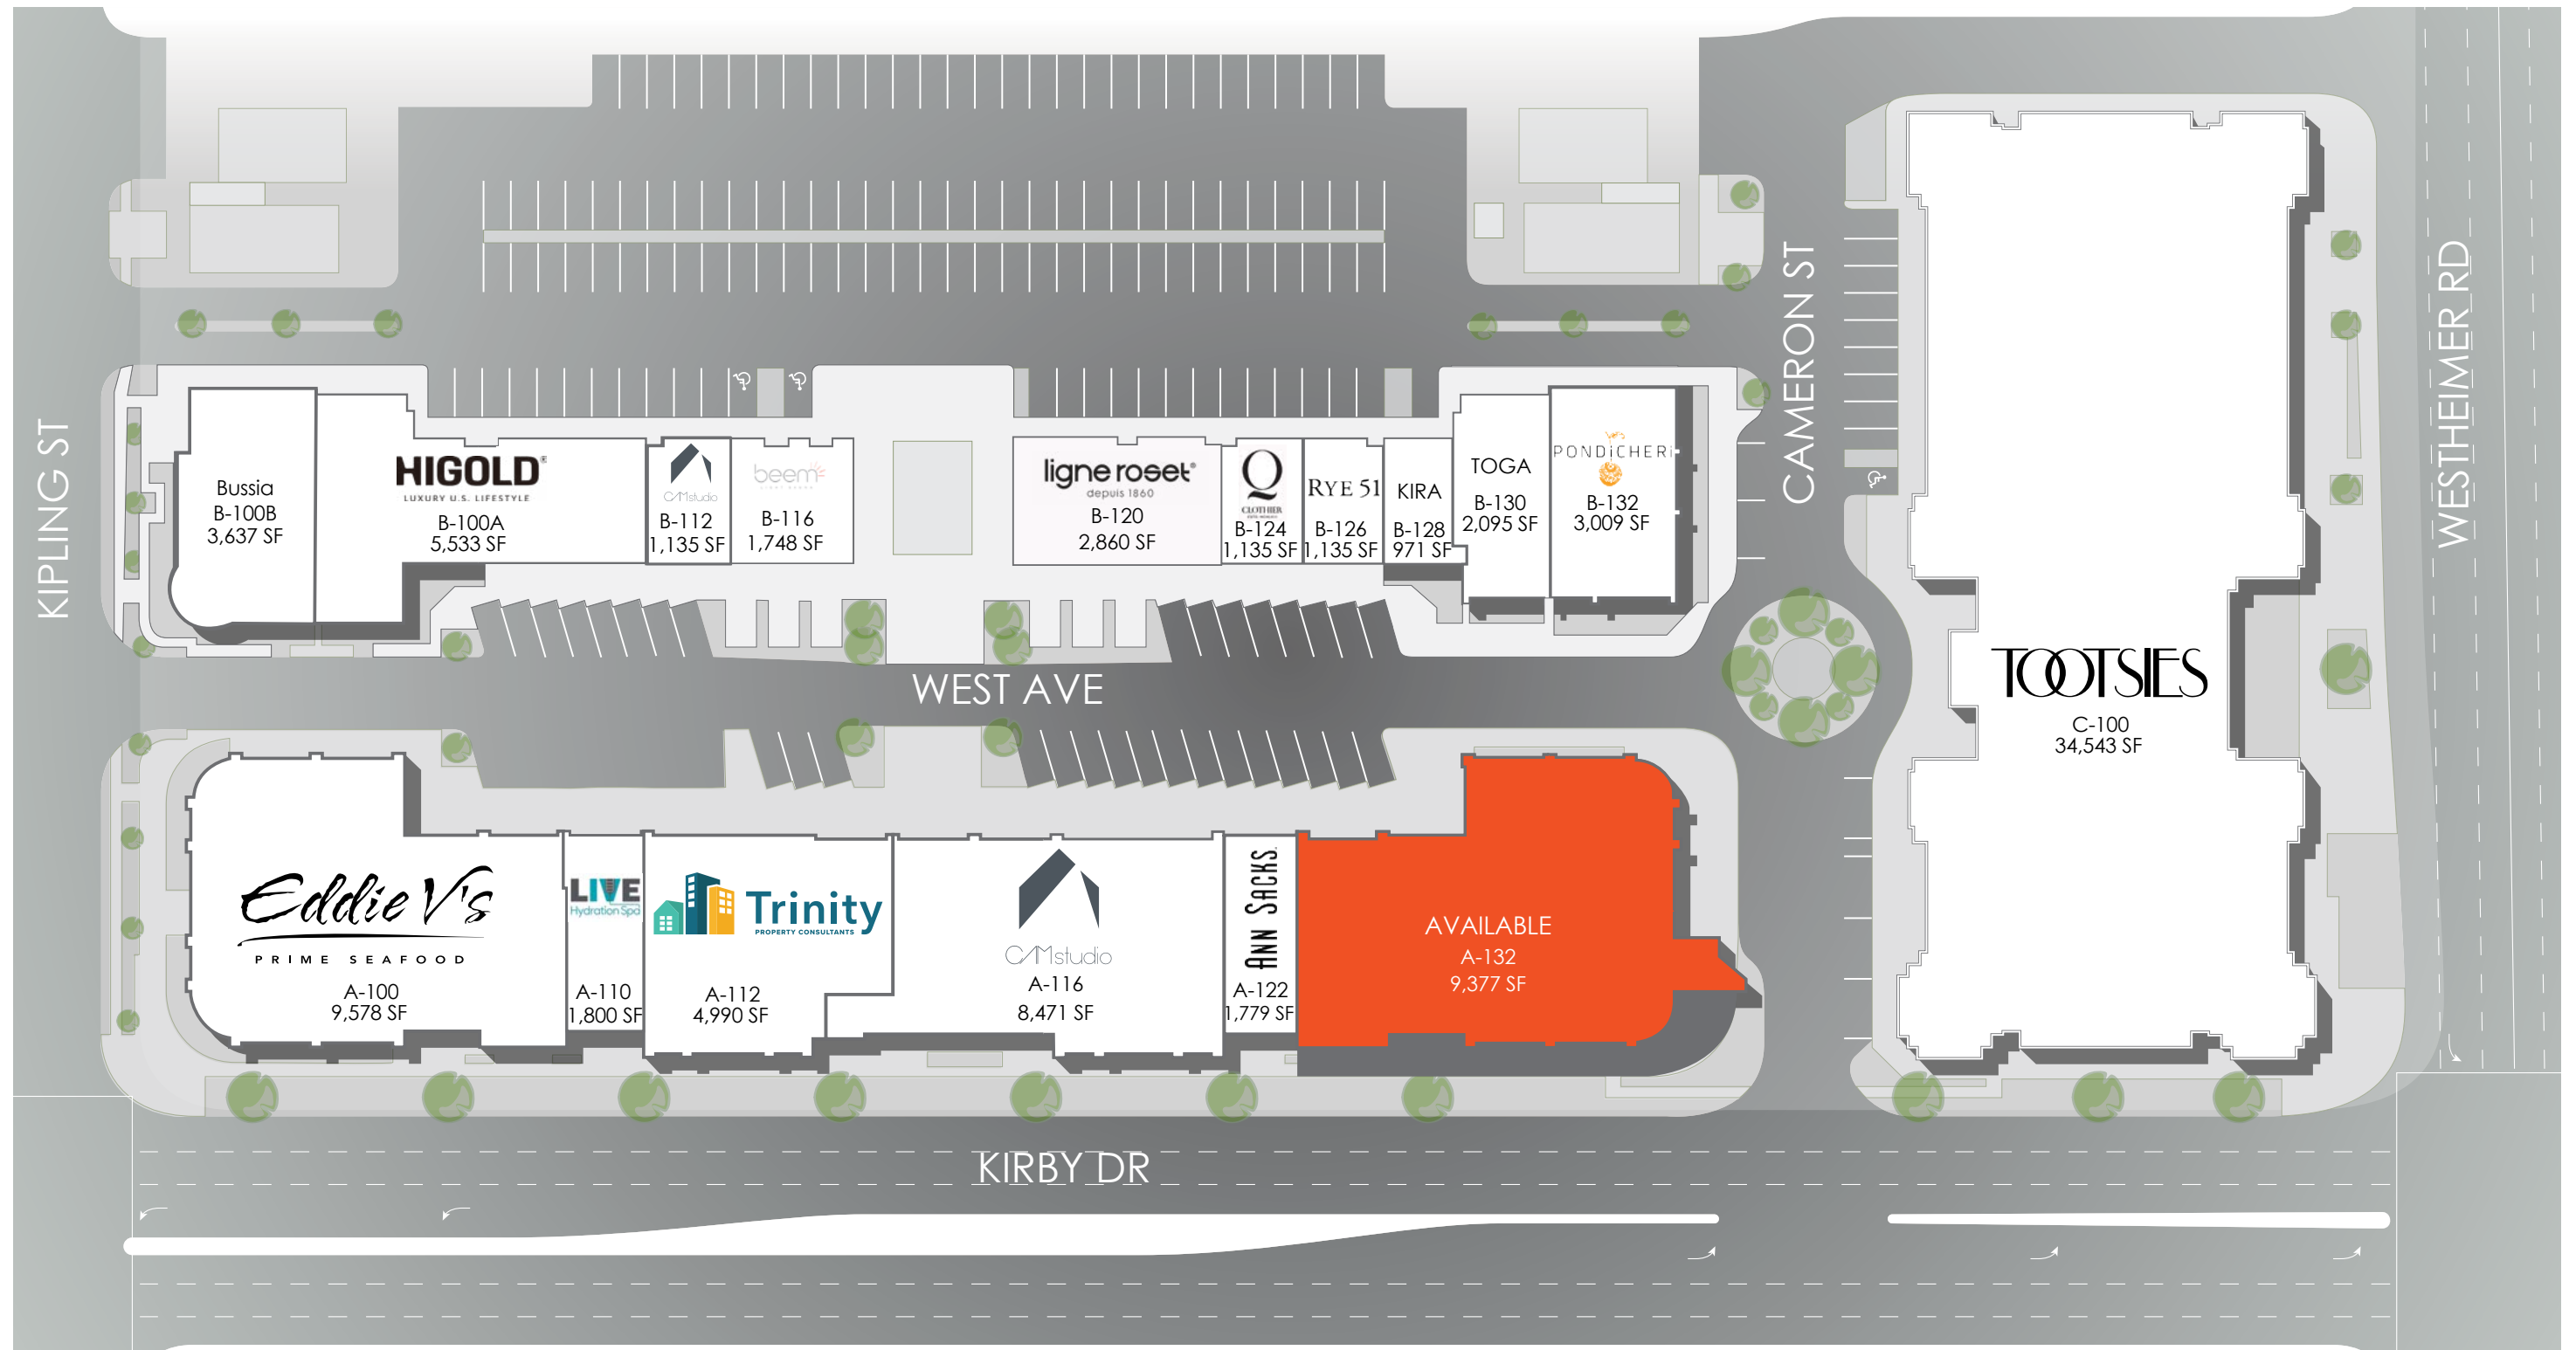 KIPLING ST
CAMERON ST
WESTHEIMER RD
WEST AVE
KIRBY DR
Bussia
B-100B
3,637 SF
HIGOLD®
LUXURY U.S. LIFESTYLE
B-100A
5,533 SF
CAMstudio
B-112
1,135 SF
beem
LIGHT SAUNA
B-116
1,748 SF
ligne roset®
depuis 1860
B-120
2,860 SF
Q
CLOTHIER
B-124
1,135 SF
RYE 51
B-126
1,135 SF
KIRA
B-128
971 SF
TOGA
B-130
2,095 SF
PONDICHERI
B-132
3,009 SF
TOOTSIES
C-100
34,543 SF
Eddie V's
PRIME SEAFOOD
A-100
9,578 SF
LIVE
Hydration Spa
A-110
1,800 SF
Trinity
PROPERTY CONSULTANTS
A-112
4,990 SF
CAMstudio
A-116
8,471 SF
ANN SACKS
A-122
1,779 SF
AVAILABLE
A-132
9,377 SF